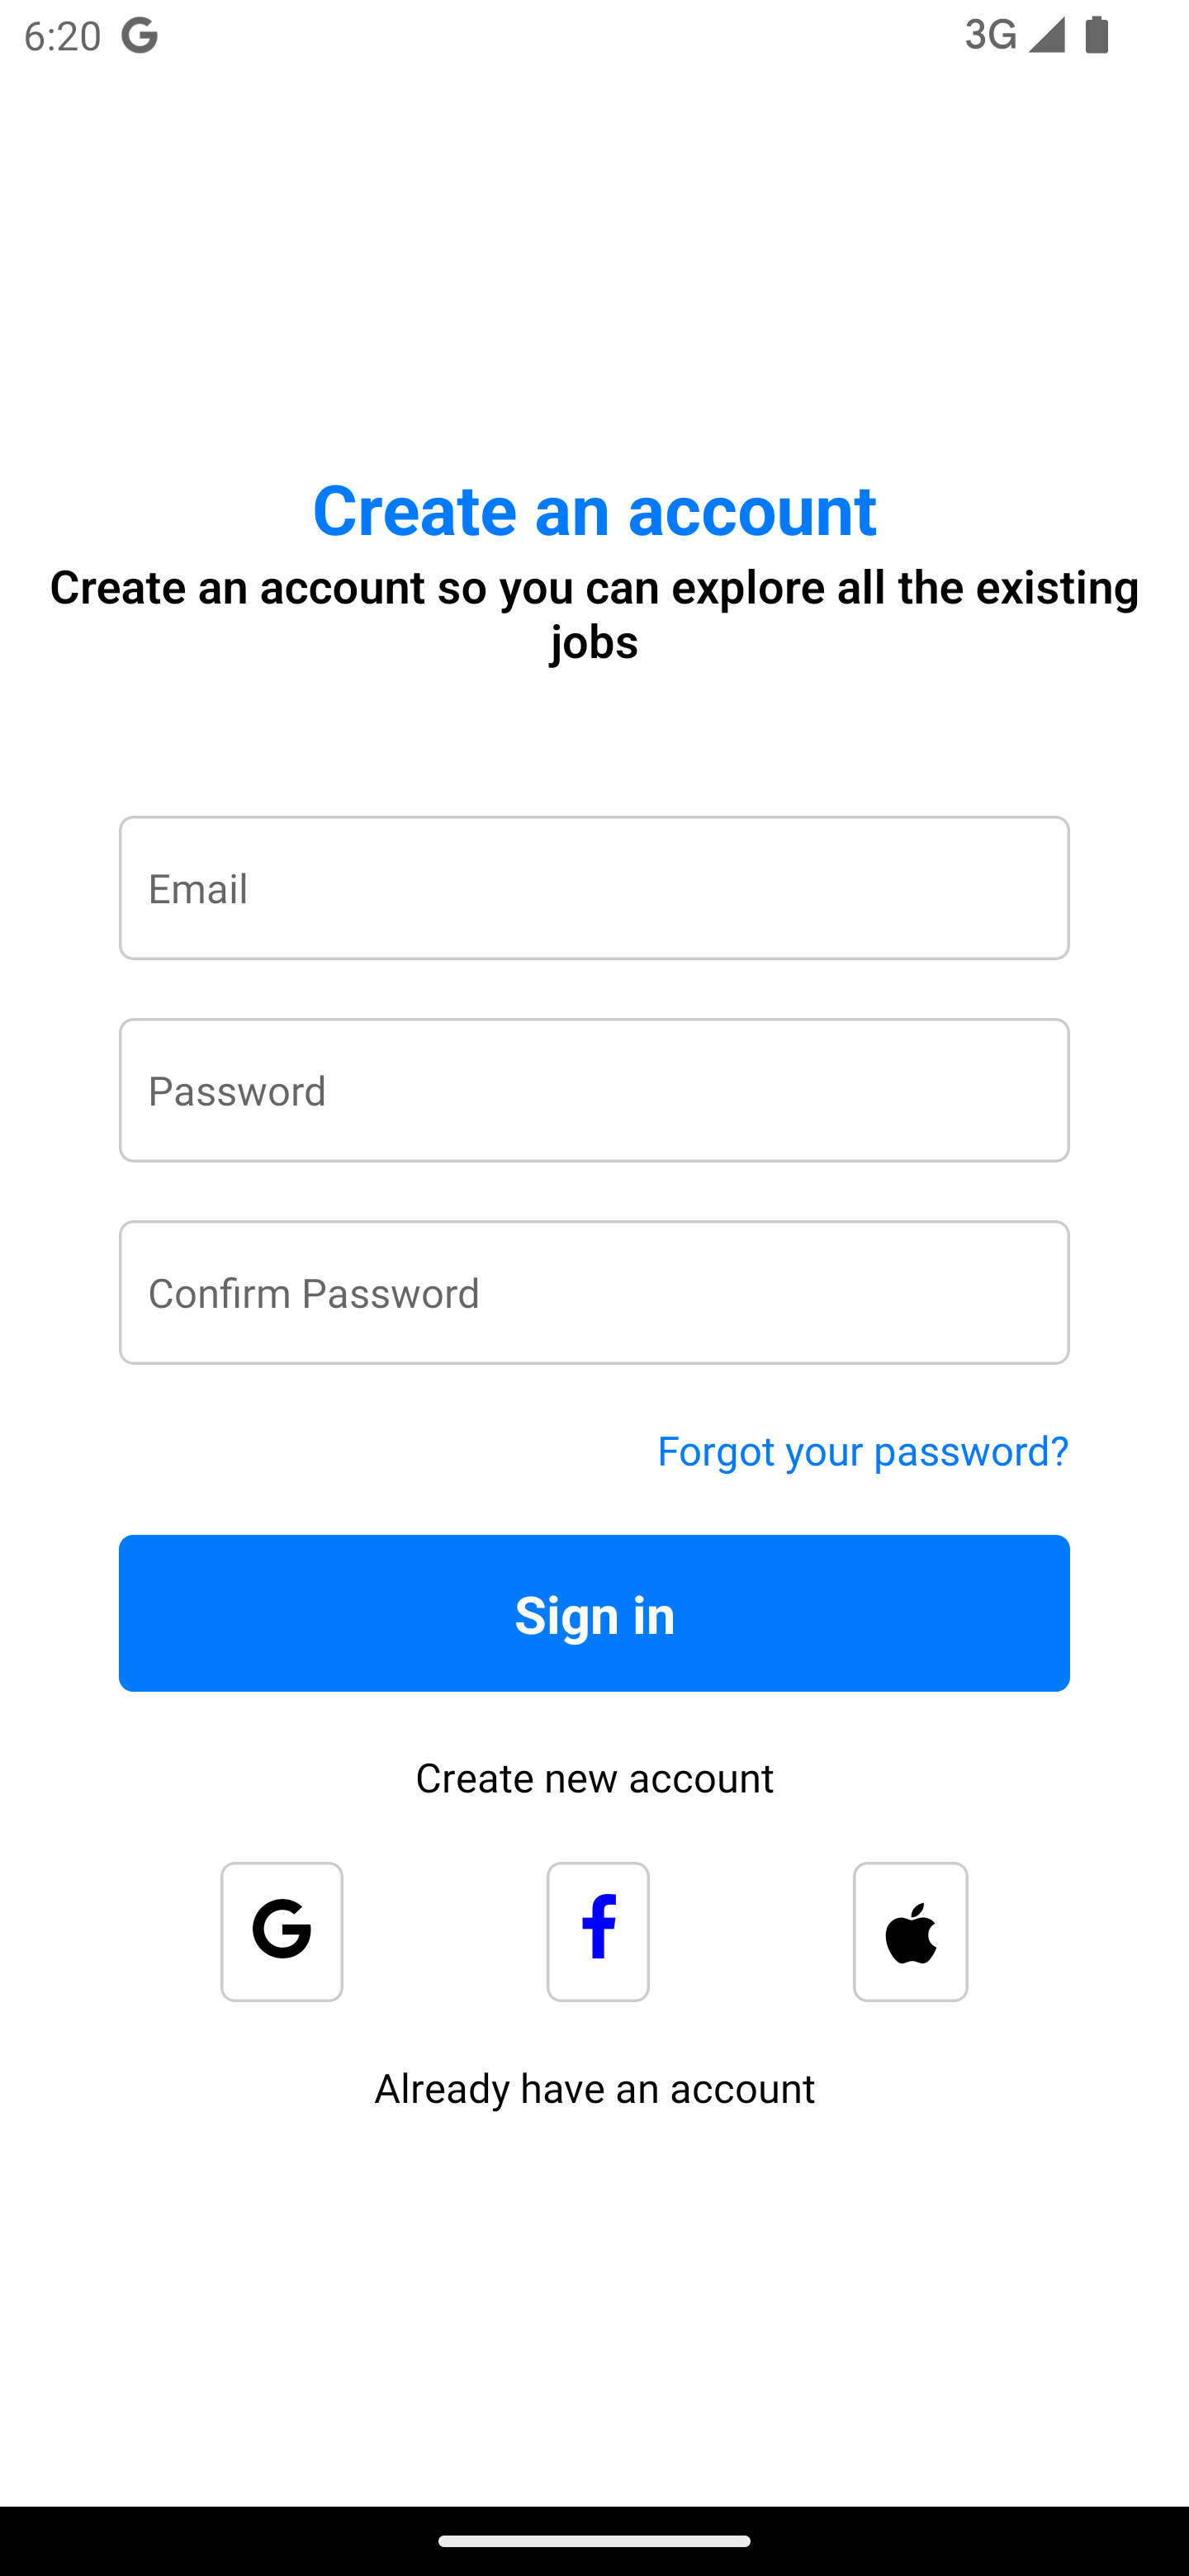 6:20
3G
Create an account
Create an account so you can explore all the existing
jobs
Email
Password
Confirm Password
Forgot your password?
Sign in
Create new account
Already have an account